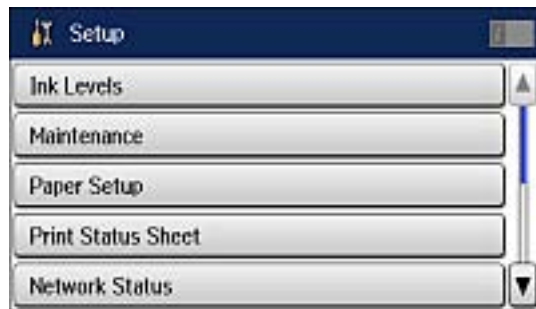 Setup
Ink Levels
Maintenance
Paper Setup
Print Status Sheet
Network Status